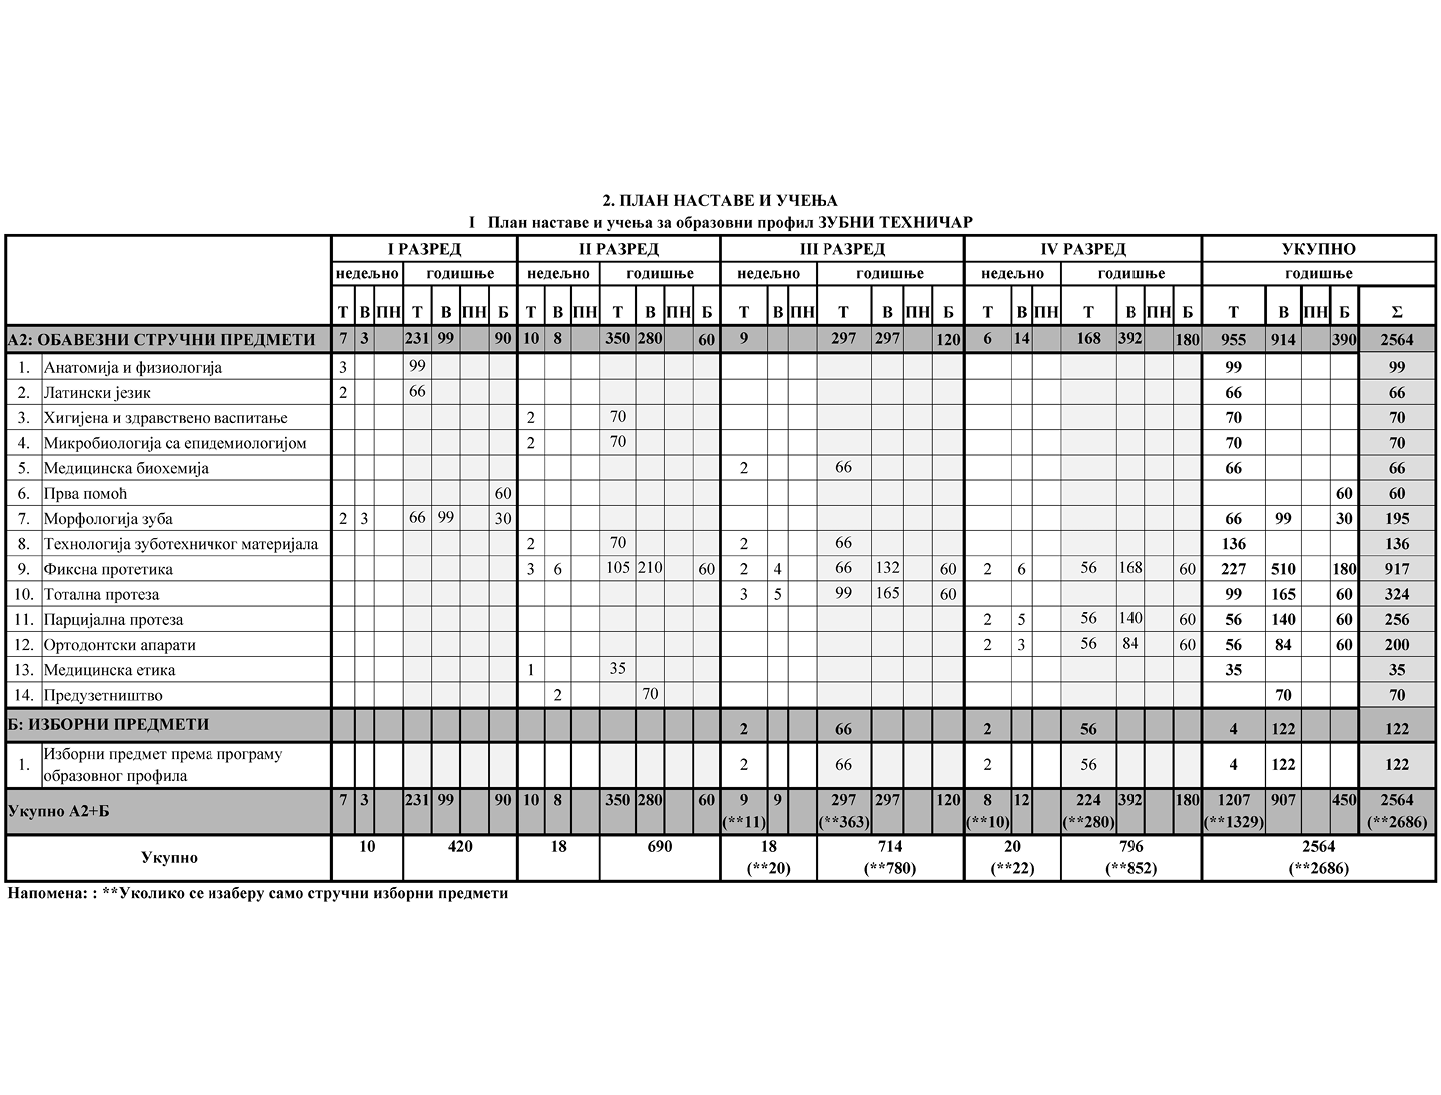 2. ПЛАН НАСТАВЕ И УЧЕЊА
I План наставе и учења за образовни профил ЗУБНИ ТЕХНИЧАР
I РАЗРЕД II РАЗРЕД III РАЗРЕД IV РАЗРЕД УКУПНО
недељно годишње недељно годишње недељно годишње недељно годишње годишње
Т В ПН Т В ПН Б Т В ПН Т В ПН Б Т В ПН Т В ПН Б Т В ПН Т В ПН Б Т В ПН Б Σ
А2: ОБАВЕЗНИ СТРУЧНИ ПРЕДМЕТИ 7 3 231 99 90 10 8 350 280 60 9 297 297 120 6 14 168 392 180 955 914 390 2564
1. Анатомија и физиологија 3 99 99 99
2. Латински језик 2 66 66 66
3. Хигијена и здравствено васпитање 2 70 70 70
4. Микробиологија са епидемиологијом 2 70 70 70
5. Медицинска биохемија 2 66 66 66
6. Прва помоћ 60 60 60
7. Морфологија зуба 2 3 66 99 30 66 99 30 195
8. Технологија зуботехничког материјала 2 70 2 66 136 136
9. Фиксна протетика 3 6 105 210 60 2 4 66 132 60 2 6 56 168 60 227 510 180 917
10. Тотална протеза 3 5 99 165 60 99 165 60 324
11. Парцијална протеза 2 5 56 140 60 56 140 60 256
12. Ортодонтски апарати 2 3 56 84 60 56 84 60 200
13. Медицинска етика 1 35 35 35
14. Предузетништво 2 70 70 70
Б: ИЗБОРНИ ПРЕДМЕТИ 2 66 2 56 4 122 122
1. Изборни предмет према програму
образовног профила 2 66 2 56 4 122 122
Укупно А2+Б 7 3 231 99 90 10 8 350 280 60 9 9 297 297 120 8 12 224 392 180 1207 907 450 2564
(**11) (**363) (**10) (**280) (**1329) (**2686)
Укупно 10 420 18 690 18 714 20 796 2564
(**20) (**780) (**22) (**852) (**2686)
Напомена: : **Уколико се изаберу само стручни изборни предмети